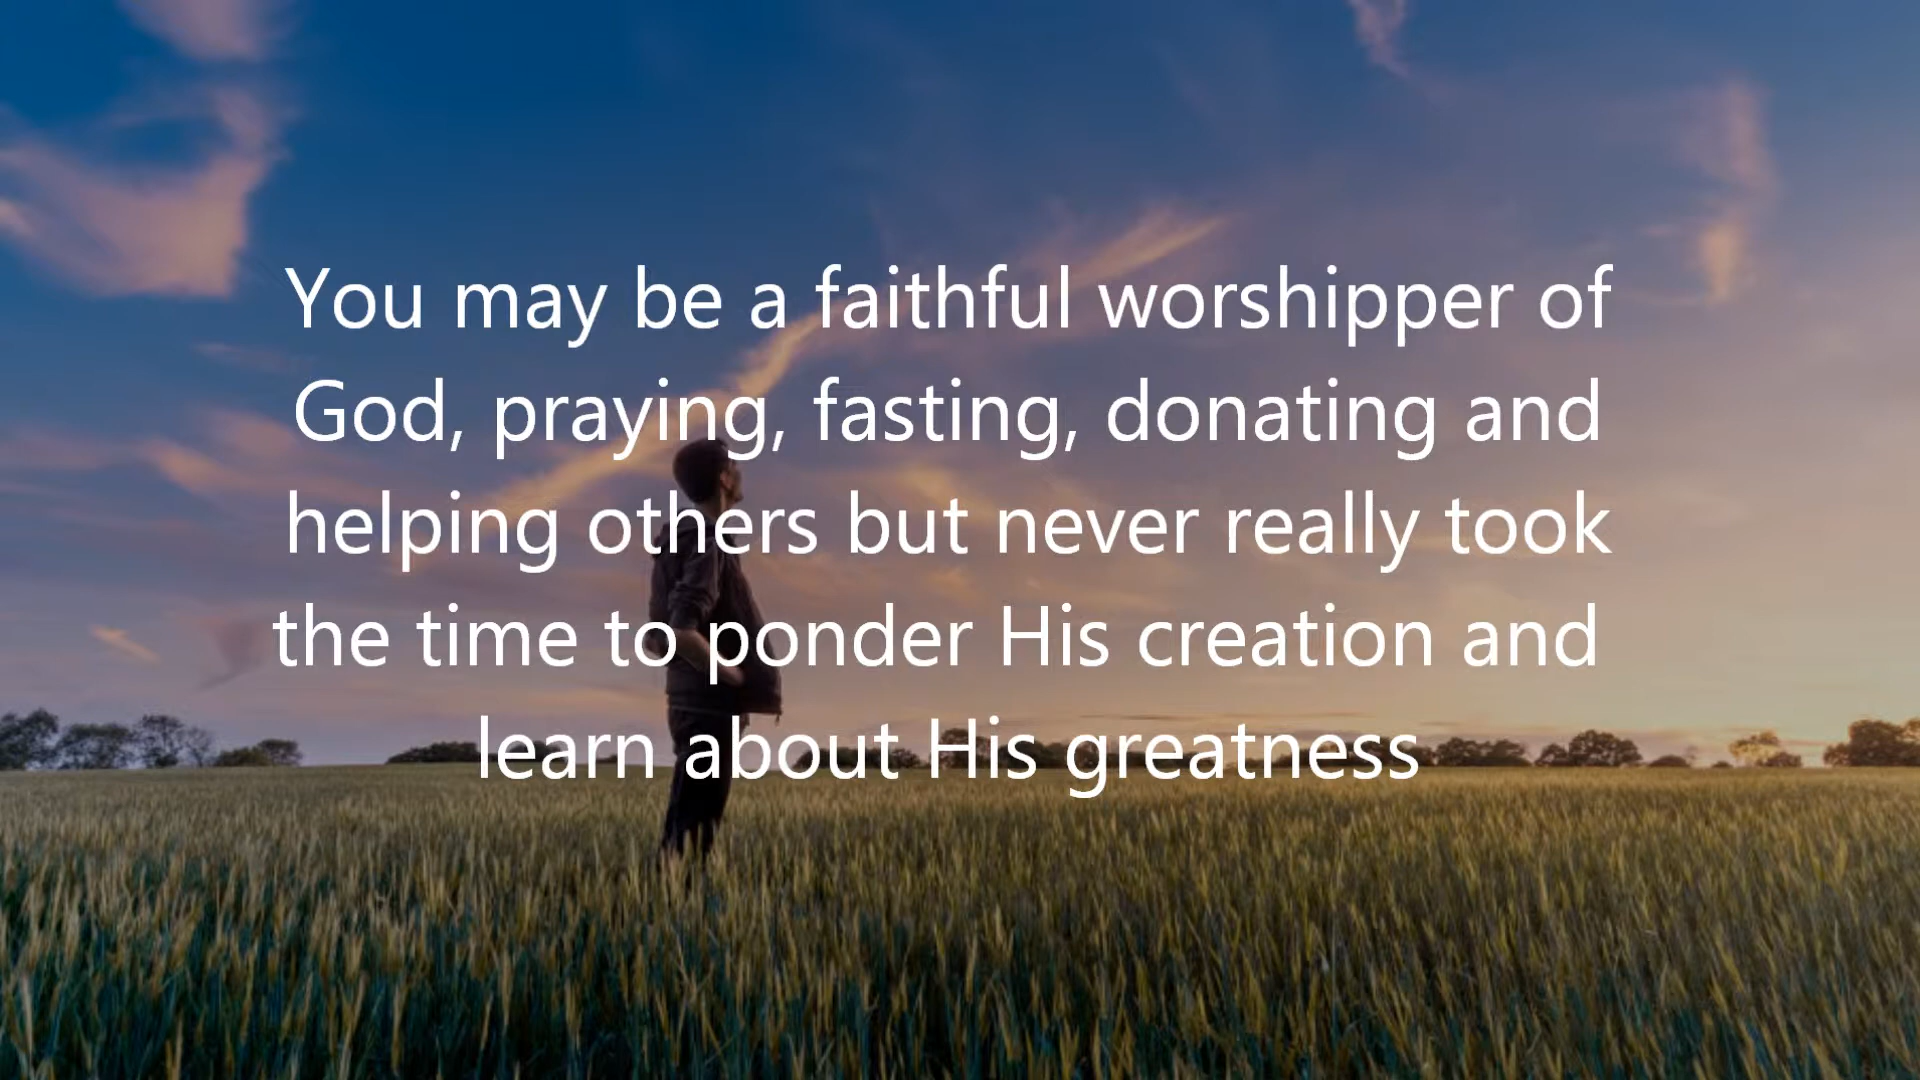 You may be a faithful worshipper of
God, praying, fasting, donating and
helping others but never really took
the time to ponder His creation and
learn about His greatness